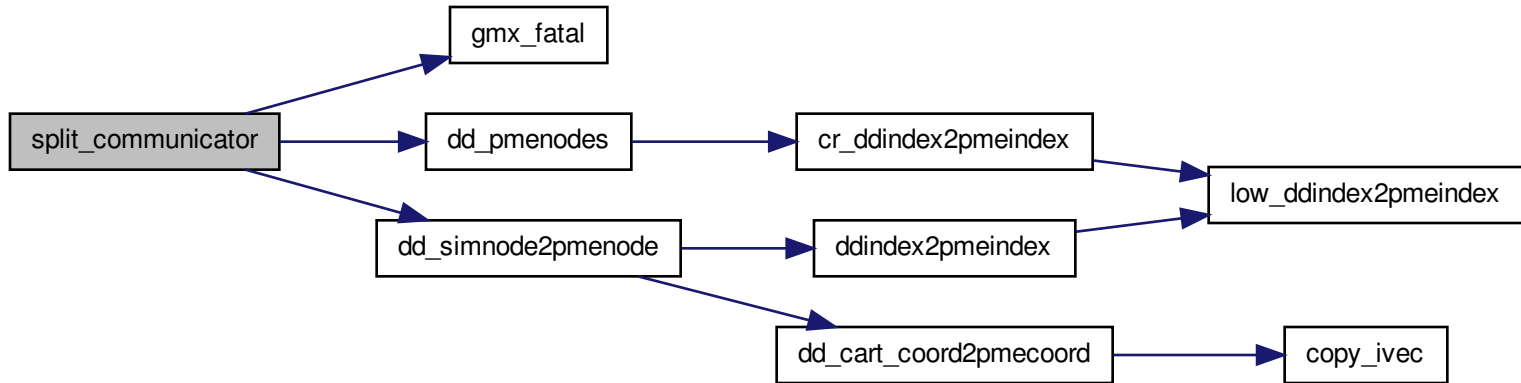 gmx_fatal
split_communicator
dd_pmenodes
cr_ddindex2pmeindex
low_ddindex2pmeindex
dd_simnode2pmenode
ddindex2pmeindex
dd_cart_coord2pmecoord
copy_ivec